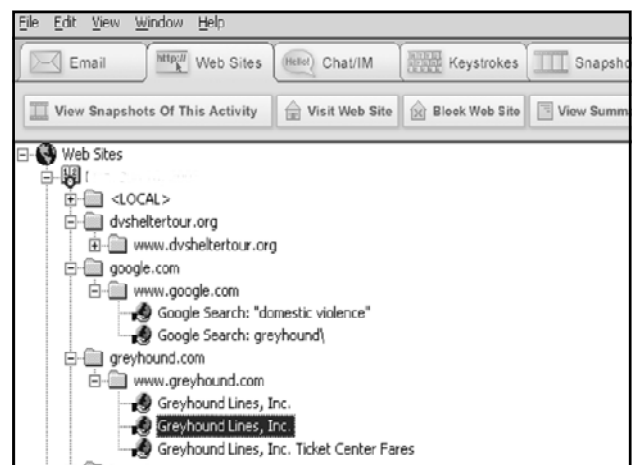 File Edit View Window Help
Email http:// Web Sites Hello! Chat/IM Keystrokes Snapsho
View Snapshots Of This Activity Visit Web Site Block Web Site View Summ
Web Sites
<LOCAL>
dvsheltertour.org
www.dvsheltertour.org
google.com
www.google.com
Google Search: "domestic violence"
Google Search: greyhound\
greyhound.com
www.greyhound.com
Greyhound Lines, Inc.
Greyhound Lines, Inc.
Greyhound Lines, Inc. Ticket Center Fares